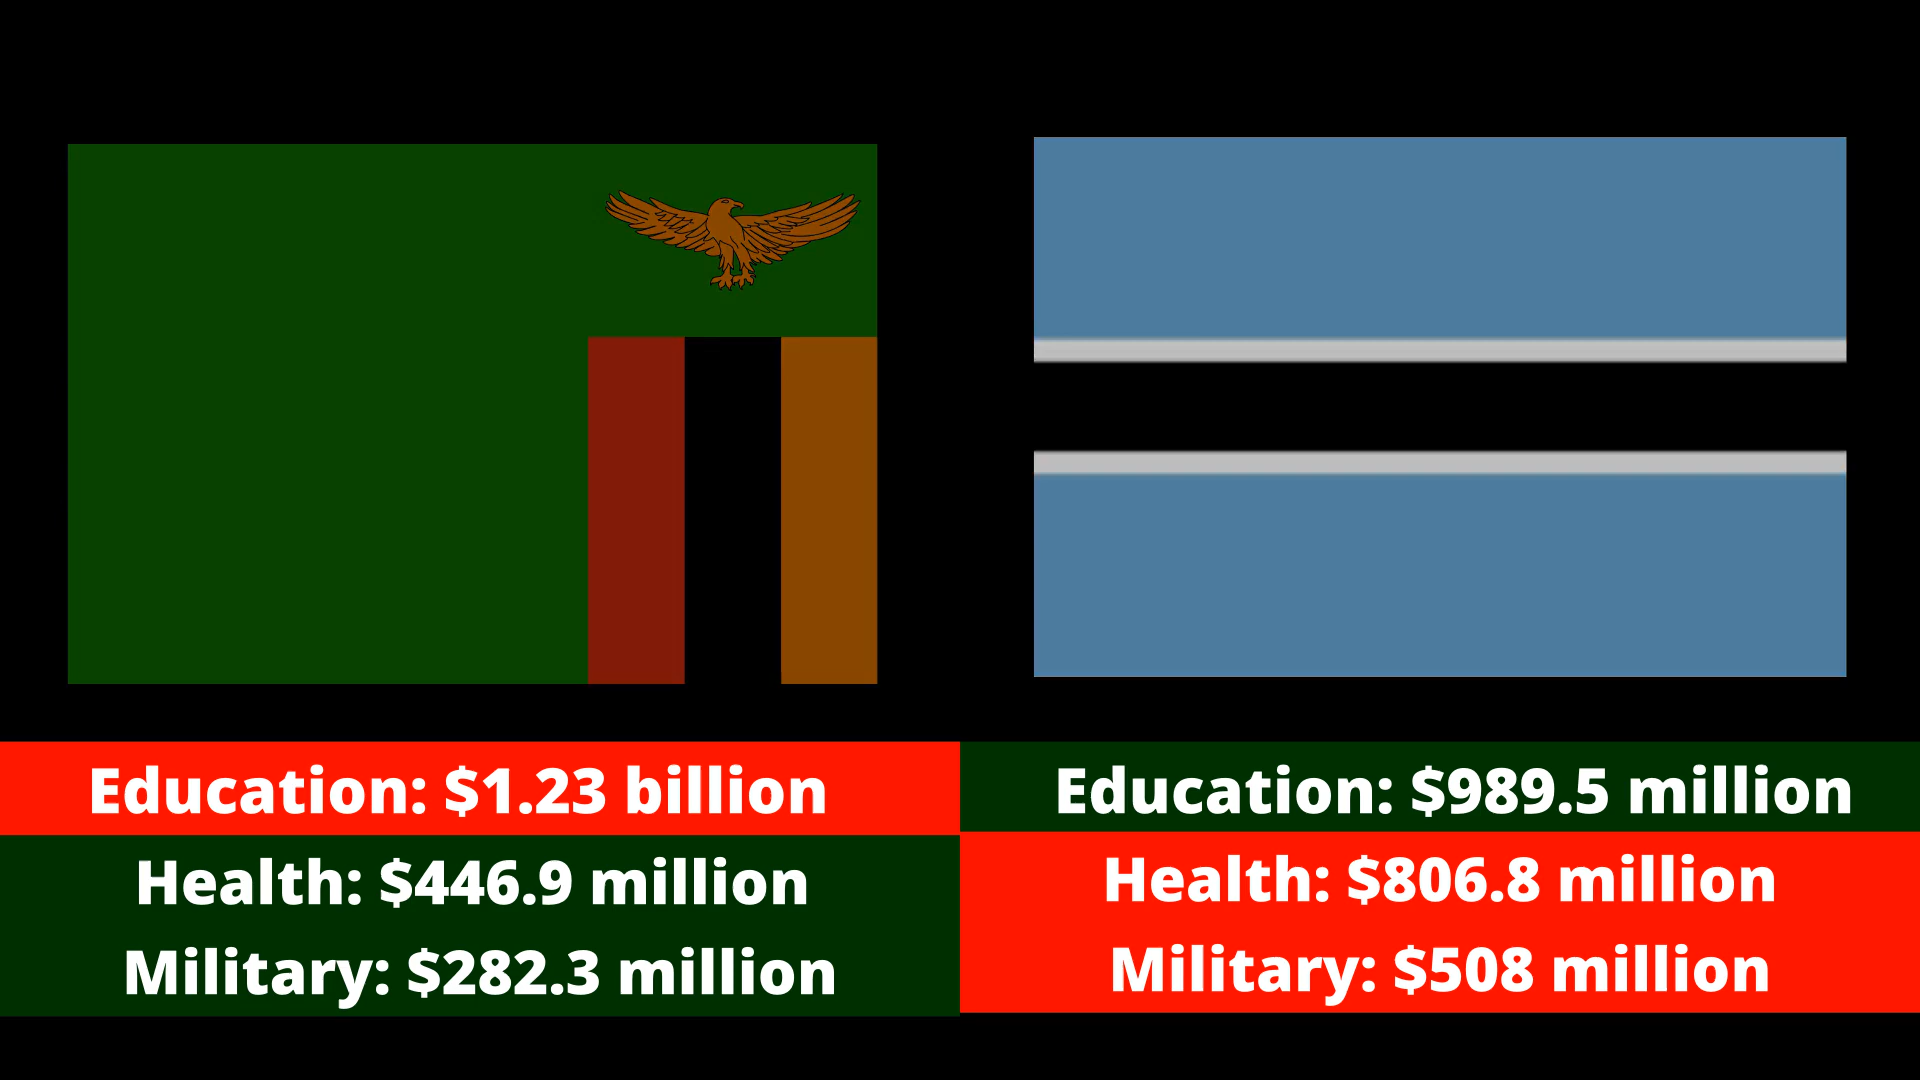 Education: $1.23 billion
Health: $446.9 million
Military: $282.3 million
Education: $989.5 million
Health: $806.8 million
Military: $508 million